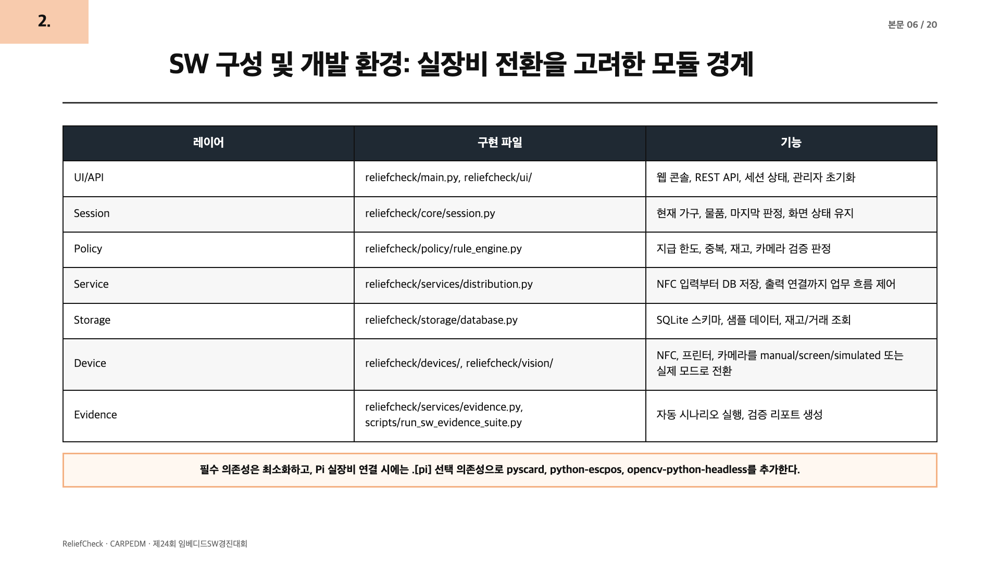 2.
본문 06 / 20
SW 구성 및 개발 환경: 실장비 전환을 고려한 모듈 경계
레이어 구현 파일 기능
UI/API reliefcheck/main.py, reliefcheck/ui/ 웹 콘솔, REST API, 세션 상태, 관리자 초기화
Session reliefcheck/core/session.py 현재 가구, 물품, 마지막 판정, 화면 상태 유지
Policy reliefcheck/policy/rule_engine.py 지급 한도, 중복, 재고, 카메라 검증 판정
Service reliefcheck/services/distribution.py NFC 입력부터 DB 저장, 출력 연결까지 업무 흐름 제어
Storage reliefcheck/storage/database.py SQLite 스키마, 샘플 데이터, 재고/거래 조회
Device reliefcheck/devices/, reliefcheck/vision/ NFC, 프린터, 카메라를 manual/screen/simulated 또는
실제 모드로 전환
Evidence reliefcheck/services/evidence.py,
scripts/run_sw_evidence_suite.py 자동 시나리오 실행, 검증 리포트 생성
필수 의존성은 최소화하고, Pi 실장비 연결 시에는 .[pi] 선택 의존성으로 pyscard, python-escpos, opencv-python-headless를 추가한다.
ReliefCheck · CARPEDM · 제24회 임베디드SW경진대회